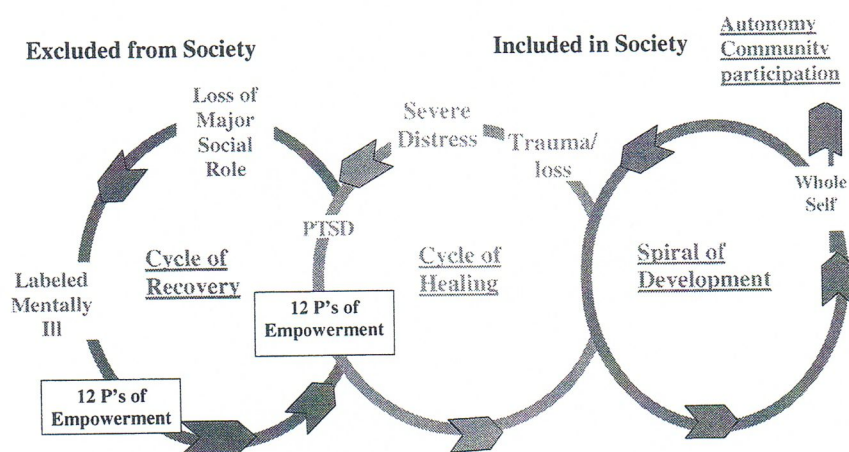 Excluded from Society
Included in Society
Autonomy
Community
participation
Loss of
Major
Social
Role
Severe
Distress
Trauma/
loss
Whole
Self
PTSD
Cycle of
Recovery
Cycle of
Healing
Spiral of
Development
Labeled
Mentally
Ill
12 P's of
Empowerment
12 P's of
Empowerment